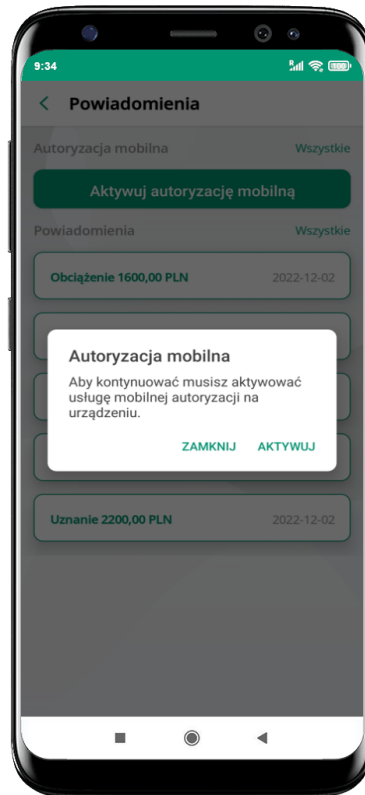 9:34
Powiadomienia
Autoryzacja mobilna Wszystkie
Aktywuj autoryzację mobilną
Powiadomienia Wszystkie
Obciążenie 1600,00 PLN 2022-12-02
Autoryzacja mobilna
Aby kontynuować musisz aktywować
usługę mobilnej autoryzacji na
urządzeniu.
ZAMKNIJ AKTYWUJ
Uznanie 2200,00 PLN 2022-12-02